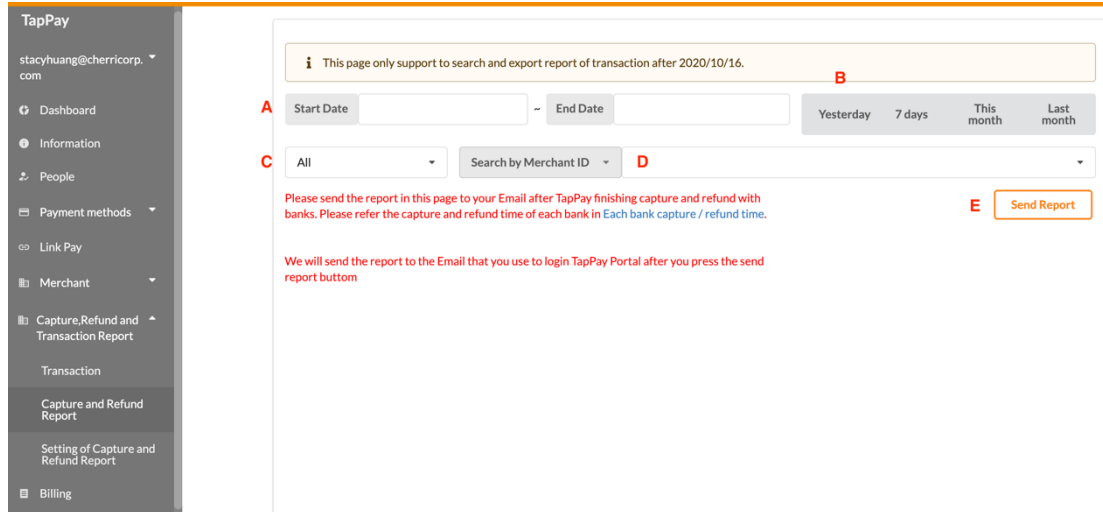 TapPay
stacyhuang@cherricorp.
com
Dashboard
Information
People
Payment methods
Link Pay
Merchant
Capture,Refund and
Transaction Report
Transaction
Capture and Refund
Report
Setting of Capture and
Refund Report
Billing
This page only support to search and export report of transaction after 2020/10/16.
B
A Start Date ~ End Date Yesterday 7 days This month Last month
C All Search by Merchant ID D
Please send the report in this page to your Email after TapPay finishing capture and refund with
banks. Please refer the capture and refund time of each bank in Each bank capture / refund time.
E Send Report
We will send the report to the Email that you use to login TapPay Portal after you press the send
report buttom